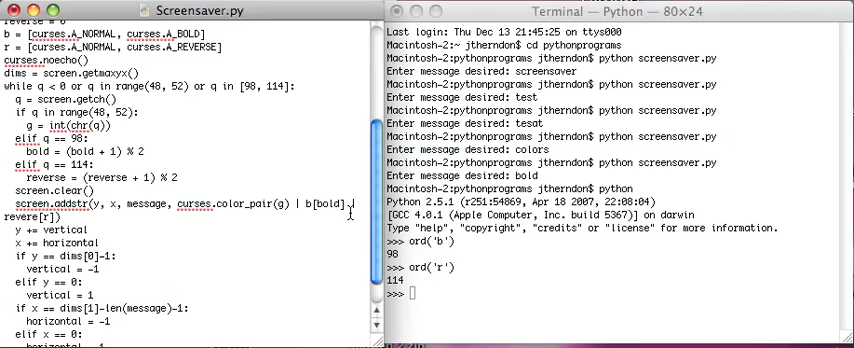 Screensaver.py
reverse = 0
b = [curses.A_NORMAL, curses.A_BOLD]
r = [curses.A_NORMAL, curses.A_REVERSE]
curses.noecho()
dims = screen.getmaxyx()
while q < 0 or q in range(48, 52) or q in [98, 114]:
q = screen.getch()
if q in range(48, 52):
g = int(chr(q))
elif q == 98:
bold = (bold + 1) % 2
elif q == 114:
reverse = (reverse + 1) % 2
screen.clear()
screen.addstr(y, x, message, curses.color_pair(g) | b[bold] |
revere[r])
y += vertical
x += horizontal
if y == dims[0]-1:
vertical = -1
elif y == 0:
vertical = 1
if x == dims[1]-len(message)-1:
horizontal = -1
elif x == 0:
horizontal = 1
Terminal — Python — 80×24
Last login: Thu Dec 13 21:45:25 on ttys000
Macintosh-2:~ jtherndon$ cd pythonprograms
Macintosh-2:pythonprograms jtherndon$ python screensaver.py
Enter message desired: screensaver
Macintosh-2:pythonprograms jtherndon$ python screensaver.py
Enter message desired: test
Macintosh-2:pythonprograms jtherndon$ python screensaver.py
Enter message desired: tesat
Macintosh-2:pythonprograms jtherndon$ python screensaver.py
Enter message desired: colors
Macintosh-2:pythonprograms jtherndon$ python screensaver.py
Enter message desired: bold
Macintosh-2:pythonprograms jtherndon$ python
Python 2.5.1 (r251:54869, Apr 18 2007, 22:08:04)
[GCC 4.0.1 (Apple Computer, Inc. build 5367)] on darwin
Type "help", "copyright", "credits" or "license" for more information.
>>> ord('b')
98
>>> ord('r')
114
>>>